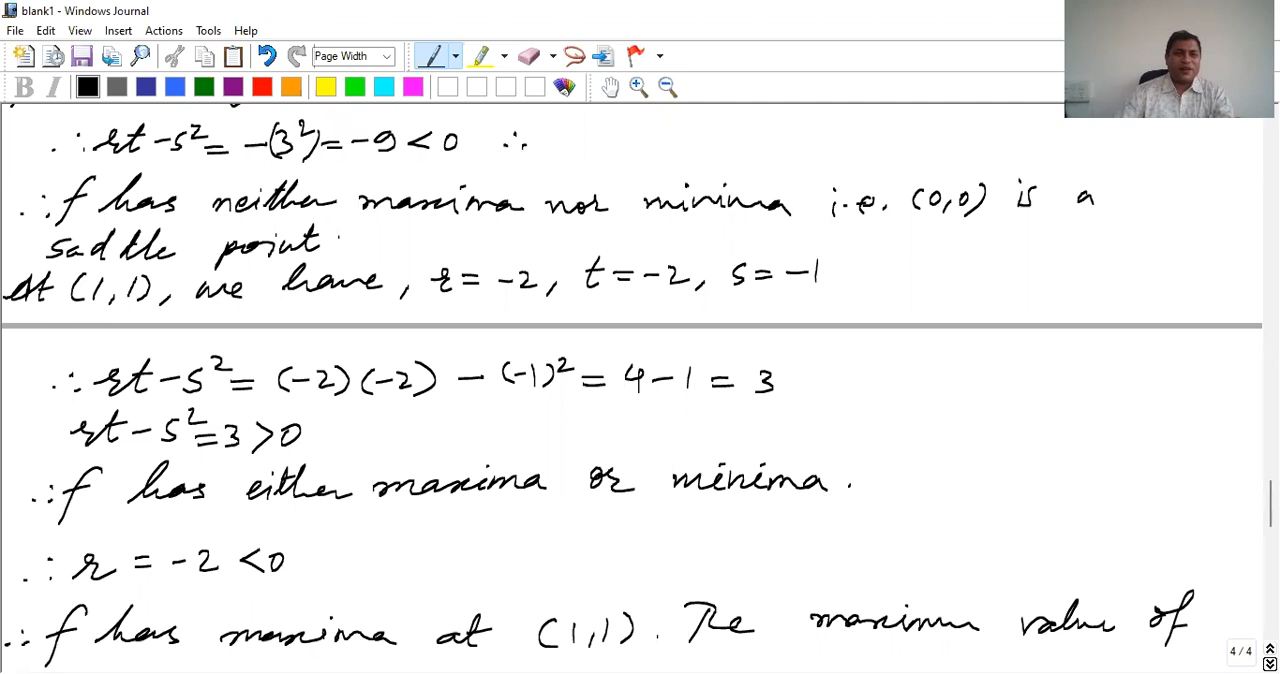 blank1 - Windows Journal
File Edit View Insert Actions Tools Help
Page Width
B I
∴ rt - s² = -(3²) = -9 < 0 ∴
∴ f has neither maxima nor minima i.e. (0,0) is a
saddle point.
At (1,1), we have, r = -2, t = -2, s = -1
∴ rt - s² = (-2)(-2) - (-1)² = 4 - 1 = 3
rt - s² = 3 > 0
∴ f has either maxima or minima.
∴ r = -2 < 0
∴ f has maxima at (1,1). The maximum value of
4 / 4